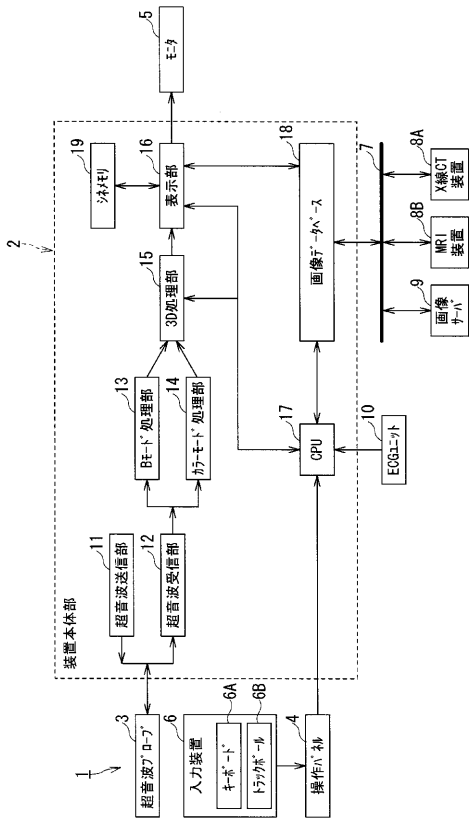 1
2
装置本体部
3
超音波プローブ
11
超音波送信部
12
超音波受信部
13
Bモード処理部
14
カラーモード処理部
15
3D処理部
19
シネメモリ
16
表示部
5
モニタ
6
入力装置
6A
キーボード
6B
トラックボール
4
操作パネル
17
CPU
10
ECGユニット
18
画像データベース
7
9
画像
サーバ
8B
MRI
装置
8A
X線CT
装置